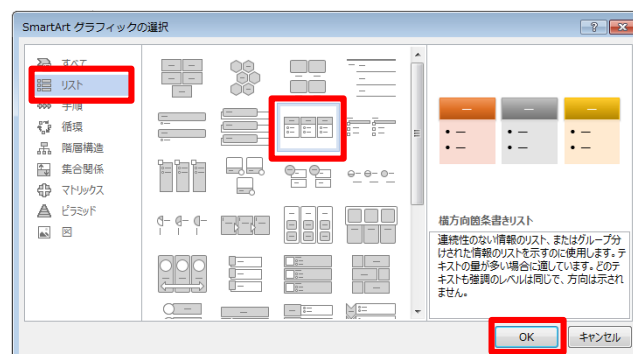 SmartArt グラフィックの選択
すべて
リスト
手順
循環
階層構造
集合関係
マトリックス
ピラミッド
図
横方向箇条書きリスト
連続性のない情報のリスト、またはグループ分
けされた情報のリストを示すのに使用します。テ
キストの量が多い場合に適しています。どのテ
キストも強調のレベルは同じで、方向は示され
ません。
OK
キャンセル